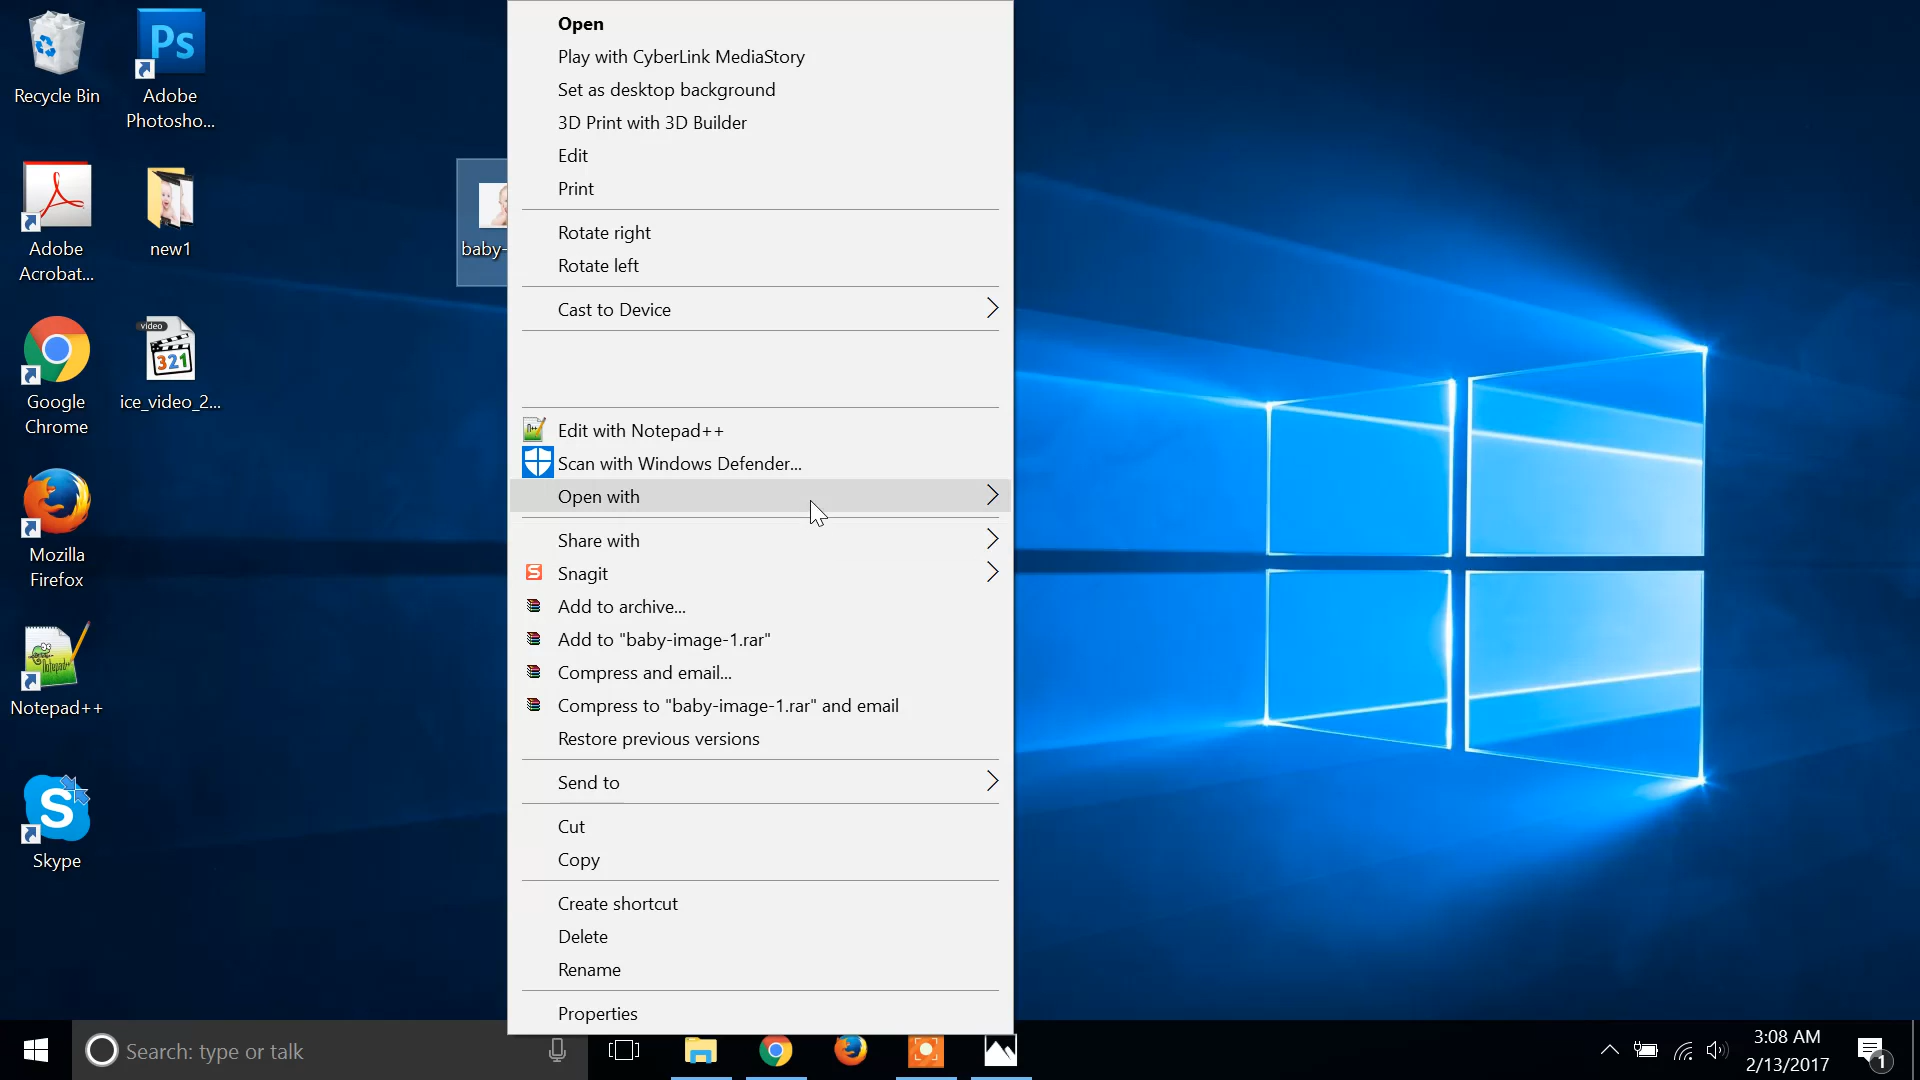 Recycle Bin
Ps
Adobe
Photosho...
Adobe
Acrobat...
new1
Google
Chrome
video
321
ice_video_2...
Mozilla
Firefox
Notepad++
S
Skype
baby-
Open
Play with CyberLink MediaStory
Set as desktop background
3D Print with 3D Builder
Edit
Print
Rotate right
Rotate left
Cast to Device
Edit with Notepad++
Scan with Windows Defender...
Open with
Share with
S Snagit
Add to archive...
Add to "baby-image-1.rar"
Compress and email...
Compress to "baby-image-1.rar" and email
Restore previous versions
Send to
Cut
Copy
Create shortcut
Delete
Rename
Properties
Search: type or talk
3:08 AM
2/13/2017
1